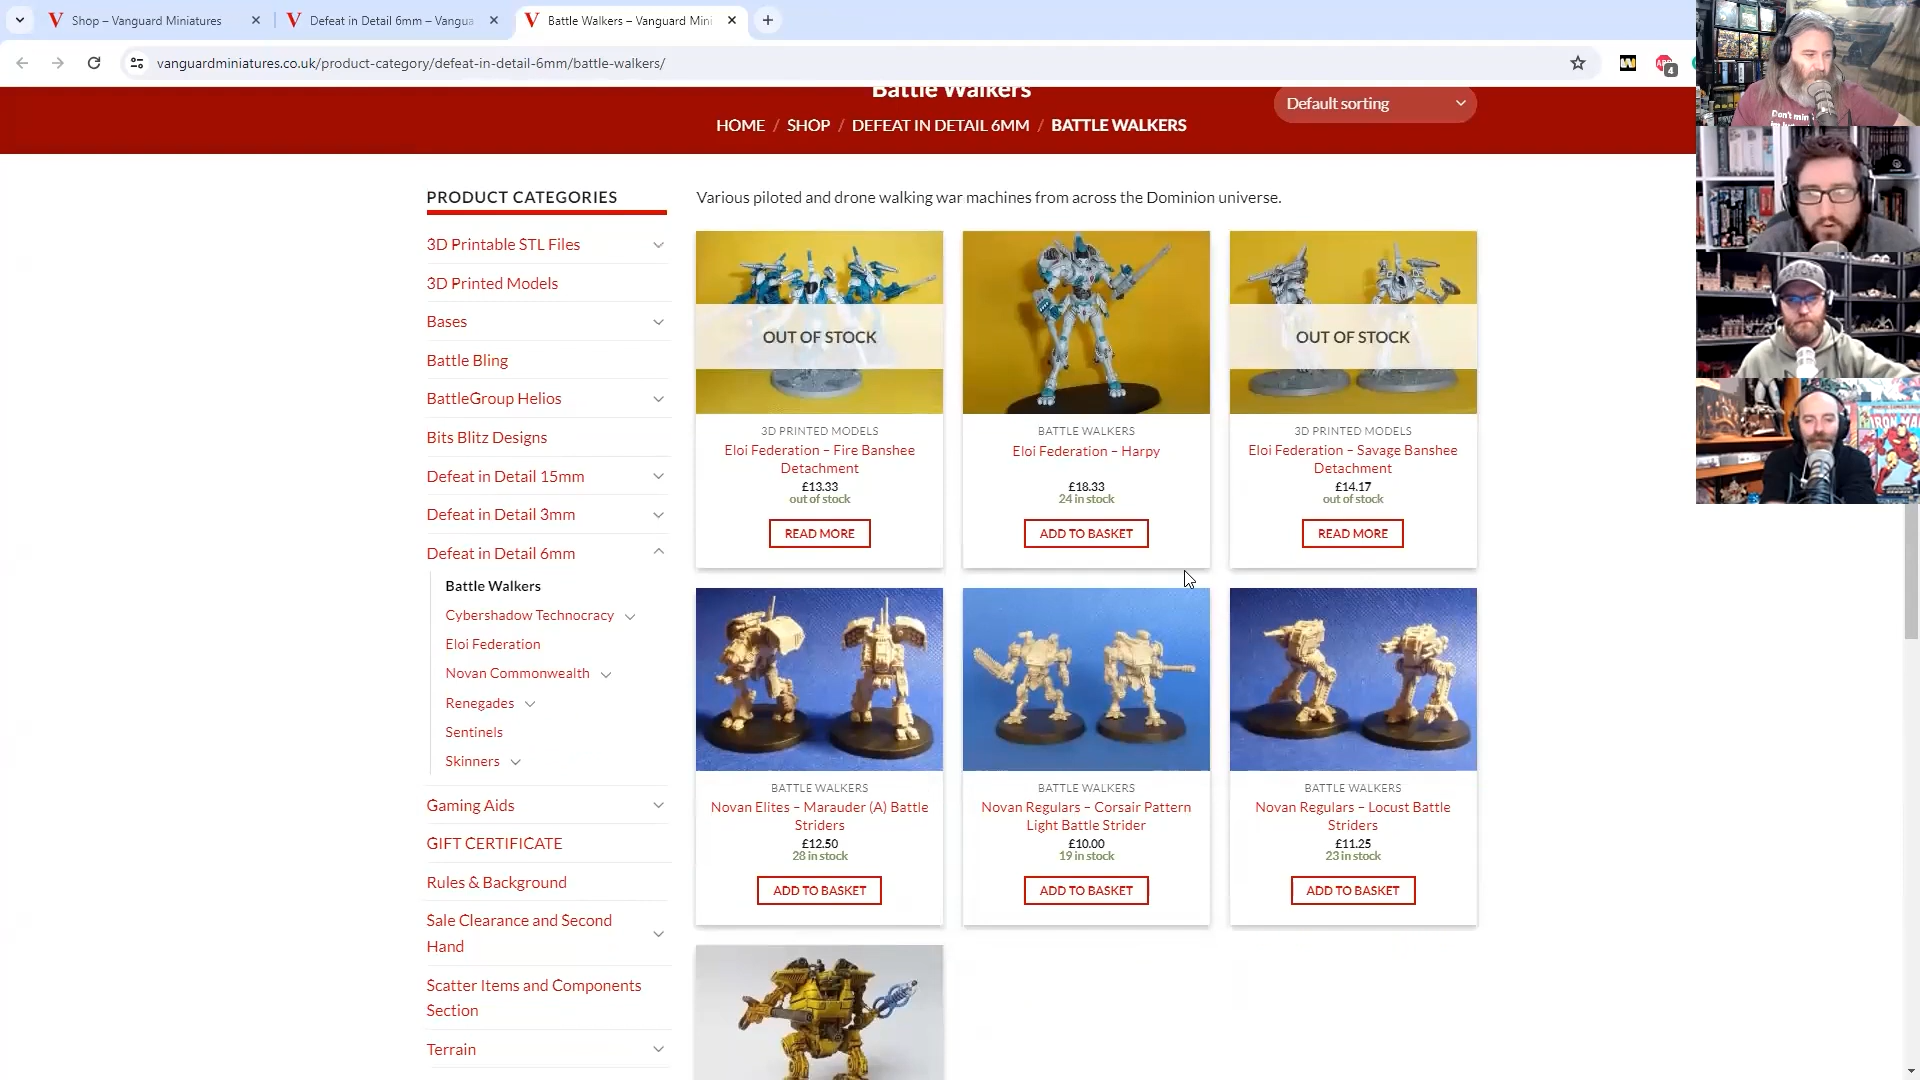 Shop – Vanguard Miniatures
Defeat in Detail 6mm – Vangua
Battle Walkers – Vanguard Mini
vanguardminiatures.co.uk/product-category/defeat-in-detail-6mm/battle-walkers/
4
Battle Walkers
Default sorting
HOME / SHOP / DEFEAT IN DETAIL 6MM / BATTLE WALKERS
PRODUCT CATEGORIES
3D Printable STL Files
3D Printed Models
Bases
Battle Bling
BattleGroup Helios
Bits Blitz Designs
Defeat in Detail 15mm
Defeat in Detail 3mm
Defeat in Detail 6mm
Battle Walkers
Cybershadow Technocracy
Eloi Federation
Novan Commonwealth
Renegades
Sentinels
Skinners
Gaming Aids
GIFT CERTIFICATE
Rules & Background
Sale Clearance and Second
Hand
Scatter Items and Components
Section
Terrain
Various piloted and drone walking war machines from across the Dominion universe.
OUT OF STOCK
3D PRINTED MODELS
Eloi Federation – Fire Banshee
Detachment
£13.33
out of stock
READ MORE
BATTLE WALKERS
Eloi Federation – Harpy
£18.33
24 in stock
ADD TO BASKET
OUT OF STOCK
3D PRINTED MODELS
Eloi Federation – Savage Banshee
Detachment
£14.17
out of stock
READ MORE
BATTLE WALKERS
Novan Elites – Marauder (A) Battle
Striders
£12.50
28 in stock
ADD TO BASKET
BATTLE WALKERS
Novan Regulars – Corsair Pattern
Light Battle Strider
£10.00
19 in stock
ADD TO BASKET
BATTLE WALKERS
Novan Regulars – Locust Battle
Striders
£11.25
23 in stock
ADD TO BASKET
Don't min
IRON MA